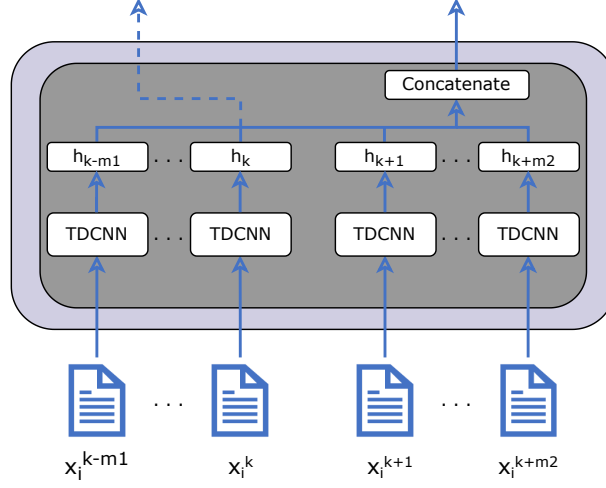 Concatenate
h_{k-m1} . . . h_k h_{k+1} . . . h_{k+m2}
TDCNN . . . TDCNN TDCNN . . . TDCNN
. . . . . .
x_i^{k-m1} x_i^k x_i^{k+1} x_i^{k+m2}